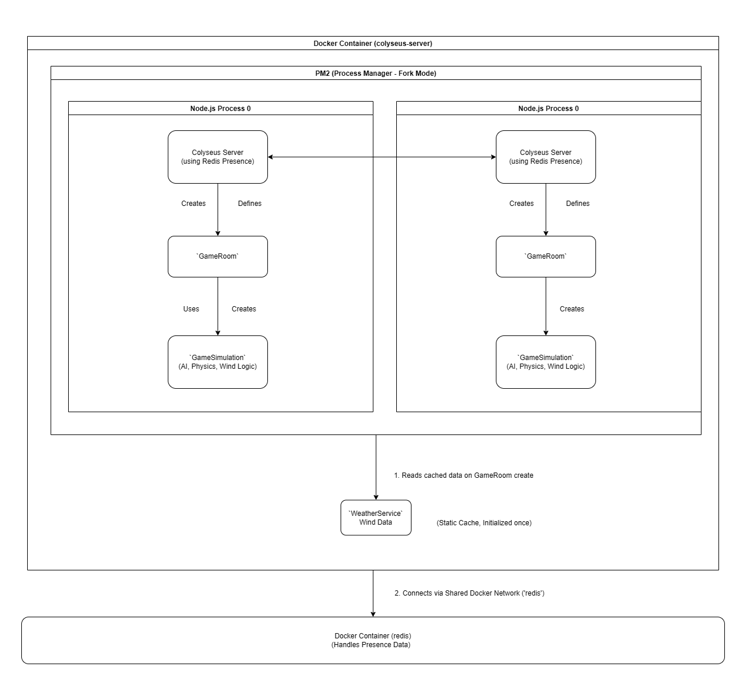 Docker Container (colyseus-server)
PM2 (Process Manager - Fork Mode)
Node.js Process 0
Node.js Process 0
Colyseus Server
(using Redis Presence)
Colyseus Server
(using Redis Presence)
Creates
Defines
Creates
Defines
`GameRoom`
`GameRoom`
Uses
Creates
Creates
`GameSimulation`
(AI, Physics, Wind Logic)
`GameSimulation`
(AI, Physics, Wind Logic)
1. Reads cached data on GameRoom create
`WeatherService`
Wind Data
(Static Cache, Initialized once)
2. Connects via Shared Docker Network ('redis')
Docker Container (redis)
(Handles Presence Data)